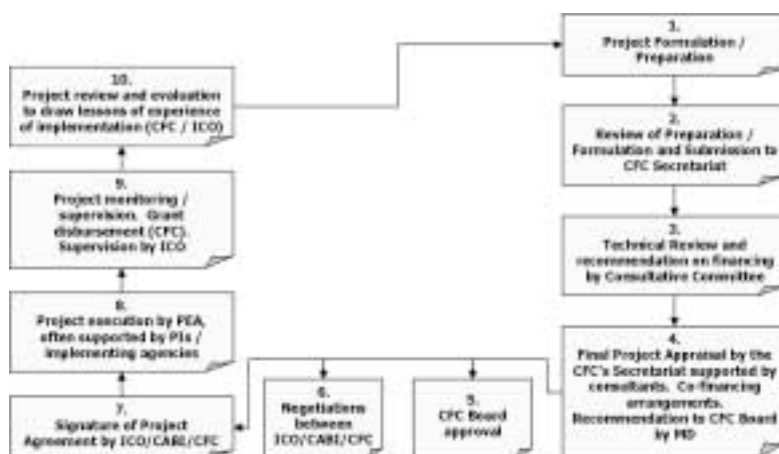 1.
Project Formulation /
Preparation
2.
Review of Preparation /
Formulation and Submission to
CFC Secretariat
3.
Technical Review and
recommendation on financing
by Consultative Committee
4.
Final Project Appraisal by the
CFC's Secretariat supported by
consultants. Co-financing
arrangements.
Recommendation to CFC Board
by MD
5.
CFC Board
approval
6.
Negotiations
between
ICO/CABI/CFC
7.
Signature of Project
Agreement by ICO/CABI/CFC
8.
Project execution by PEA,
often supported by PIs /
implementing agencies
9.
Project monitoring /
supervision. Grant
disbursement (CFC).
Supervision by ICO
10.
Project review and evaluation
to draw lessons of experience
of implementation (CFC / ICO)